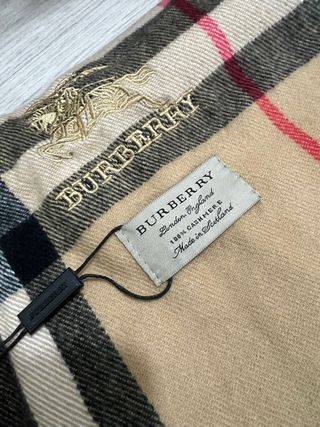 BURBERRY
BURBERRY
London England
100% CASHMERE
Made in Scotland